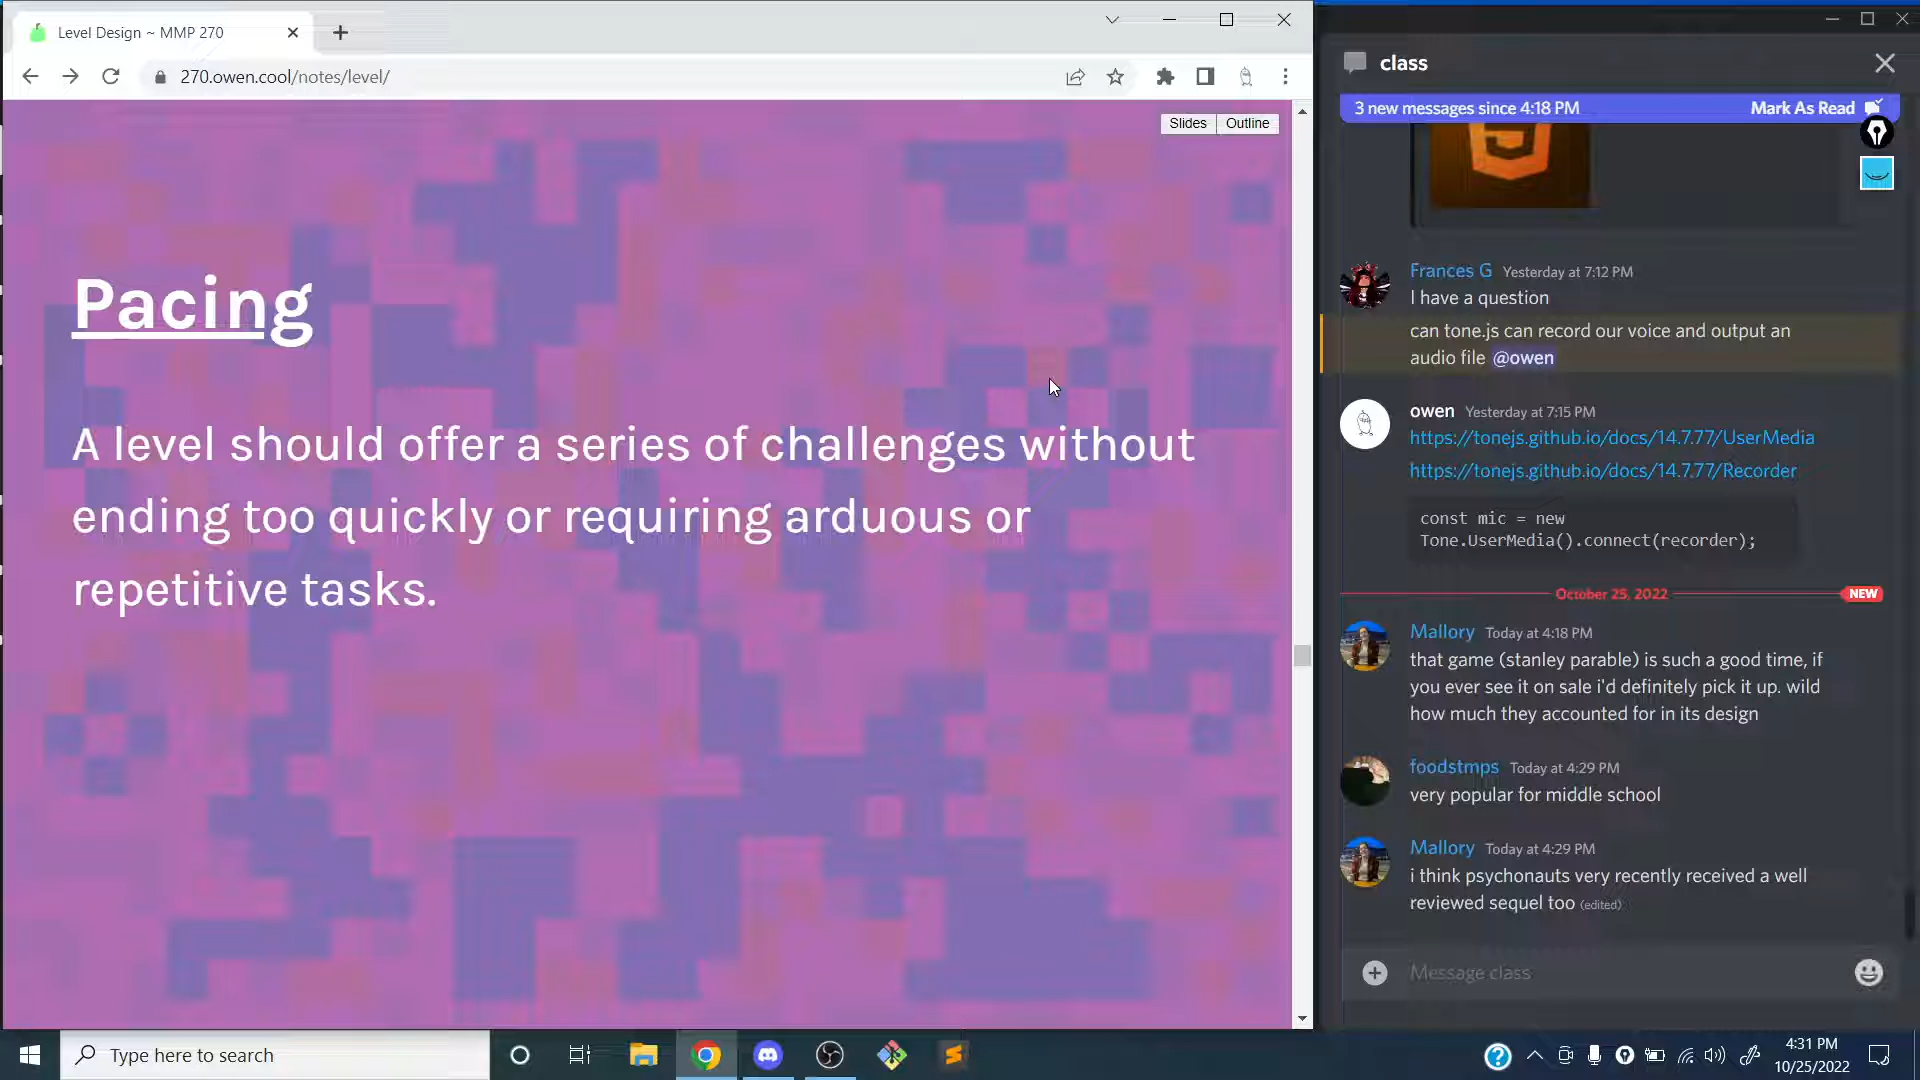 Level Design ~ MMP 270
270.owen.cool/notes/level/
Slides
Outline
Pacing
A level should offer a series of challenges without
ending too quickly or requiring arduous or
repetitive tasks.
class
3 new messages since 4:18 PM
Mark As Read
Frances G Yesterday at 7:12 PM
I have a question
can tone.js can record our voice and output an
audio file @owen
owen Yesterday at 7:15 PM
https://tonejs.github.io/docs/14.7.77/UserMedia
https://tonejs.github.io/docs/14.7.77/Recorder
const mic = new
Tone.UserMedia().connect(recorder);
October 25, 2022
NEW
Mallory Today at 4:18 PM
that game (stanley parable) is such a good time, if
you ever see it on sale i'd definitely pick it up. wild
how much they accounted for in its design
foodstmps Today at 4:29 PM
very popular for middle school
Mallory Today at 4:29 PM
i think psychonauts very recently received a well
reviewed sequel too (edited)
Message class
Type here to search
4:31 PM
10/25/2022